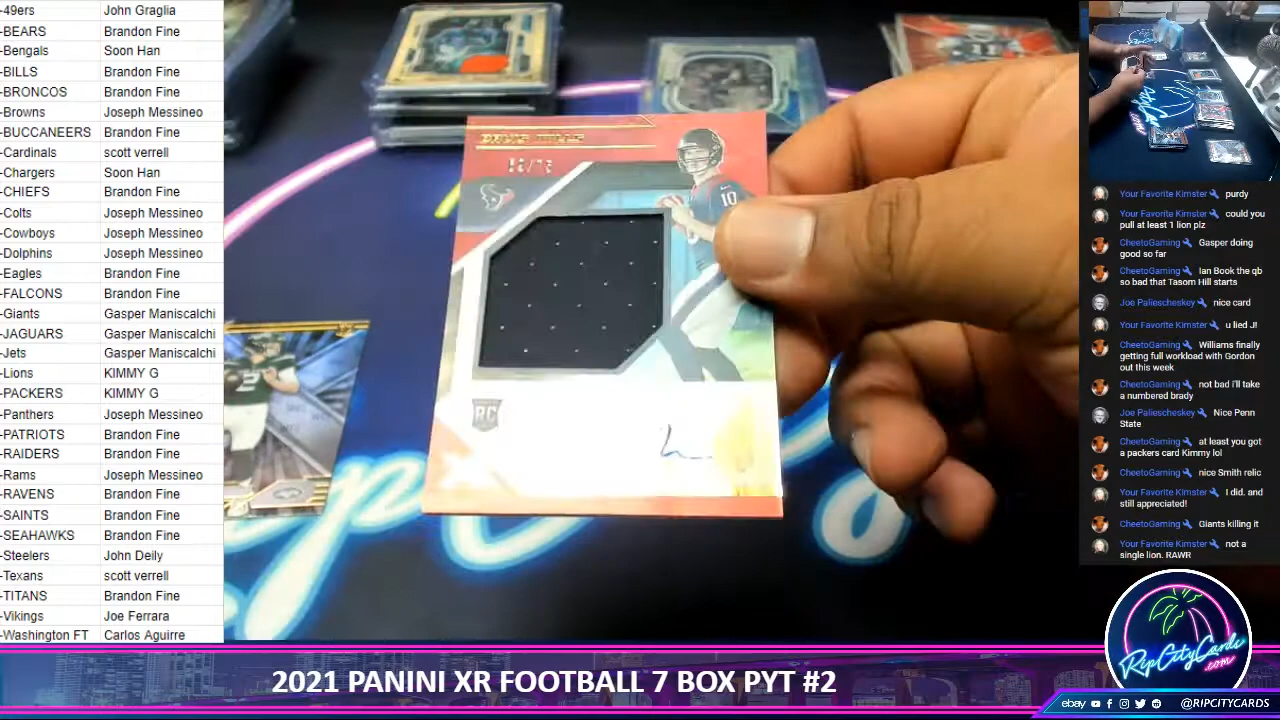 -49ers John Graglia
-BEARS Brandon Fine
-Bengals Soon Han
-BILLS Brandon Fine
-BRONCOS Brandon Fine
-Browns Joseph Messineo
-BUCCANEERS Brandon Fine
-Cardinals scott verrell
-Chargers Soon Han
-CHIEFS Brandon Fine
-Colts Joseph Messineo
-Cowboys Joseph Messineo
-Dolphins Joseph Messineo
-Eagles Brandon Fine
-FALCONS Brandon Fine
-Giants Gasper Maniscalchi
-JAGUARS Gasper Maniscalchi
-Jets Gasper Maniscalchi
-Lions KIMMY G
-PACKERS KIMMY G
-Panthers Joseph Messineo
-PATRIOTS Brandon Fine
-RAIDERS Brandon Fine
-Rams Joseph Messineo
-RAVENS Brandon Fine
-SAINTS Brandon Fine
-SEAHAWKS Brandon Fine
-Steelers John Deily
-Texans scott verrell
-TITANS Brandon Fine
-Vikings Joe Ferrara
-Washington FT Carlos Aguirre
10
RC
2
Your Favorite Kimster purdy
Your Favorite Kimster could you
pull at least 1 lion plz
CheetoGaming Gasper doing
good so far
CheetoGaming Ian Book the qb
so bad that Tasom Hill starts
Joe Paliescheskey nice card
Your Favorite Kimster u lied J!
CheetoGaming
Williams finally
getting full workload with Gordon
out this week
CheetoGaming not bad i'll take
a numbered brady
Joe Paliescheskey Nice Penn
State
CheetoGaming at least you got
a packers card Kimmy lol
CheetoGaming nice Smith relic
Your Favorite Kimster I did. and
still appreciated!
CheetoGaming Giants killing it
Your Favorite Kimster not a
single lion. RAWR
RipCityCards
.com
2021 PANINI XR FOOTBALL 7 BOX PYT #2
ebay @RIPCITYCARDS